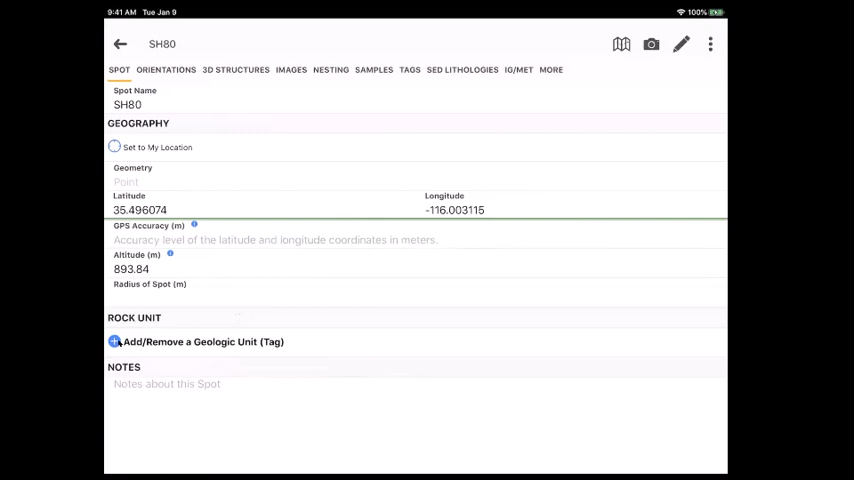 9:41 AM Tue Jan 9 100%
SH80
SPOT ORIENTATIONS 3D STRUCTURES IMAGES NESTING SAMPLES TAGS SED LITHOLOGIES IG/MET MORE
Spot Name
SH80
GEOGRAPHY
Set to My Location
Geometry
Point
Latitude Longitude
35.496074 -116.003115
GPS Accuracy (m)
Accuracy level of the latitude and longitude coordinates in meters.
Altitude (m)
893.84
Radius of Spot (m)
ROCK UNIT
Add/Remove a Geologic Unit (Tag)
NOTES
Notes about this Spot